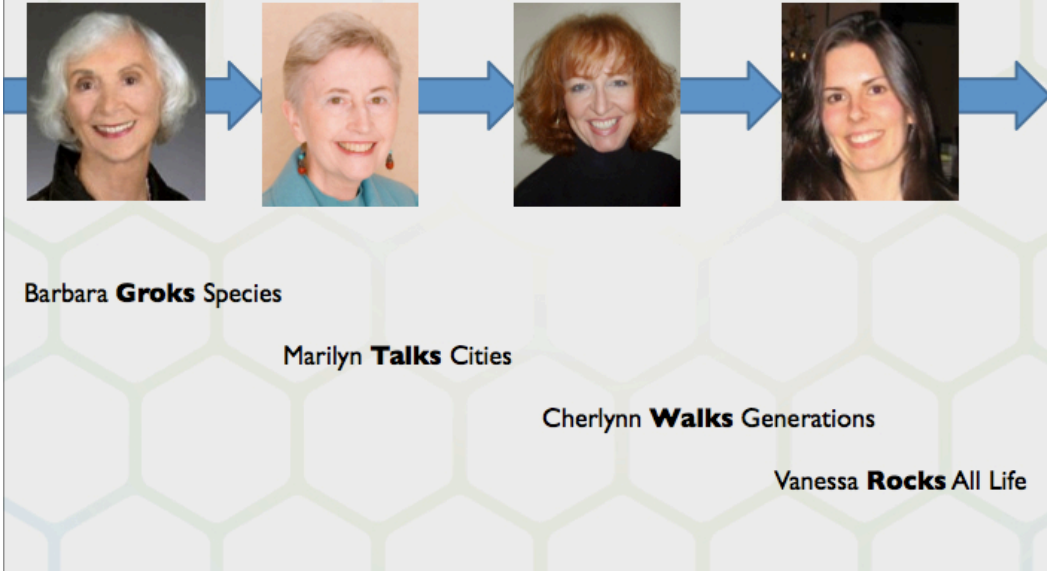 Barbara Groks Species
Marilyn Talks Cities
Cherlynn Walks Generations
Vanessa Rocks All Life